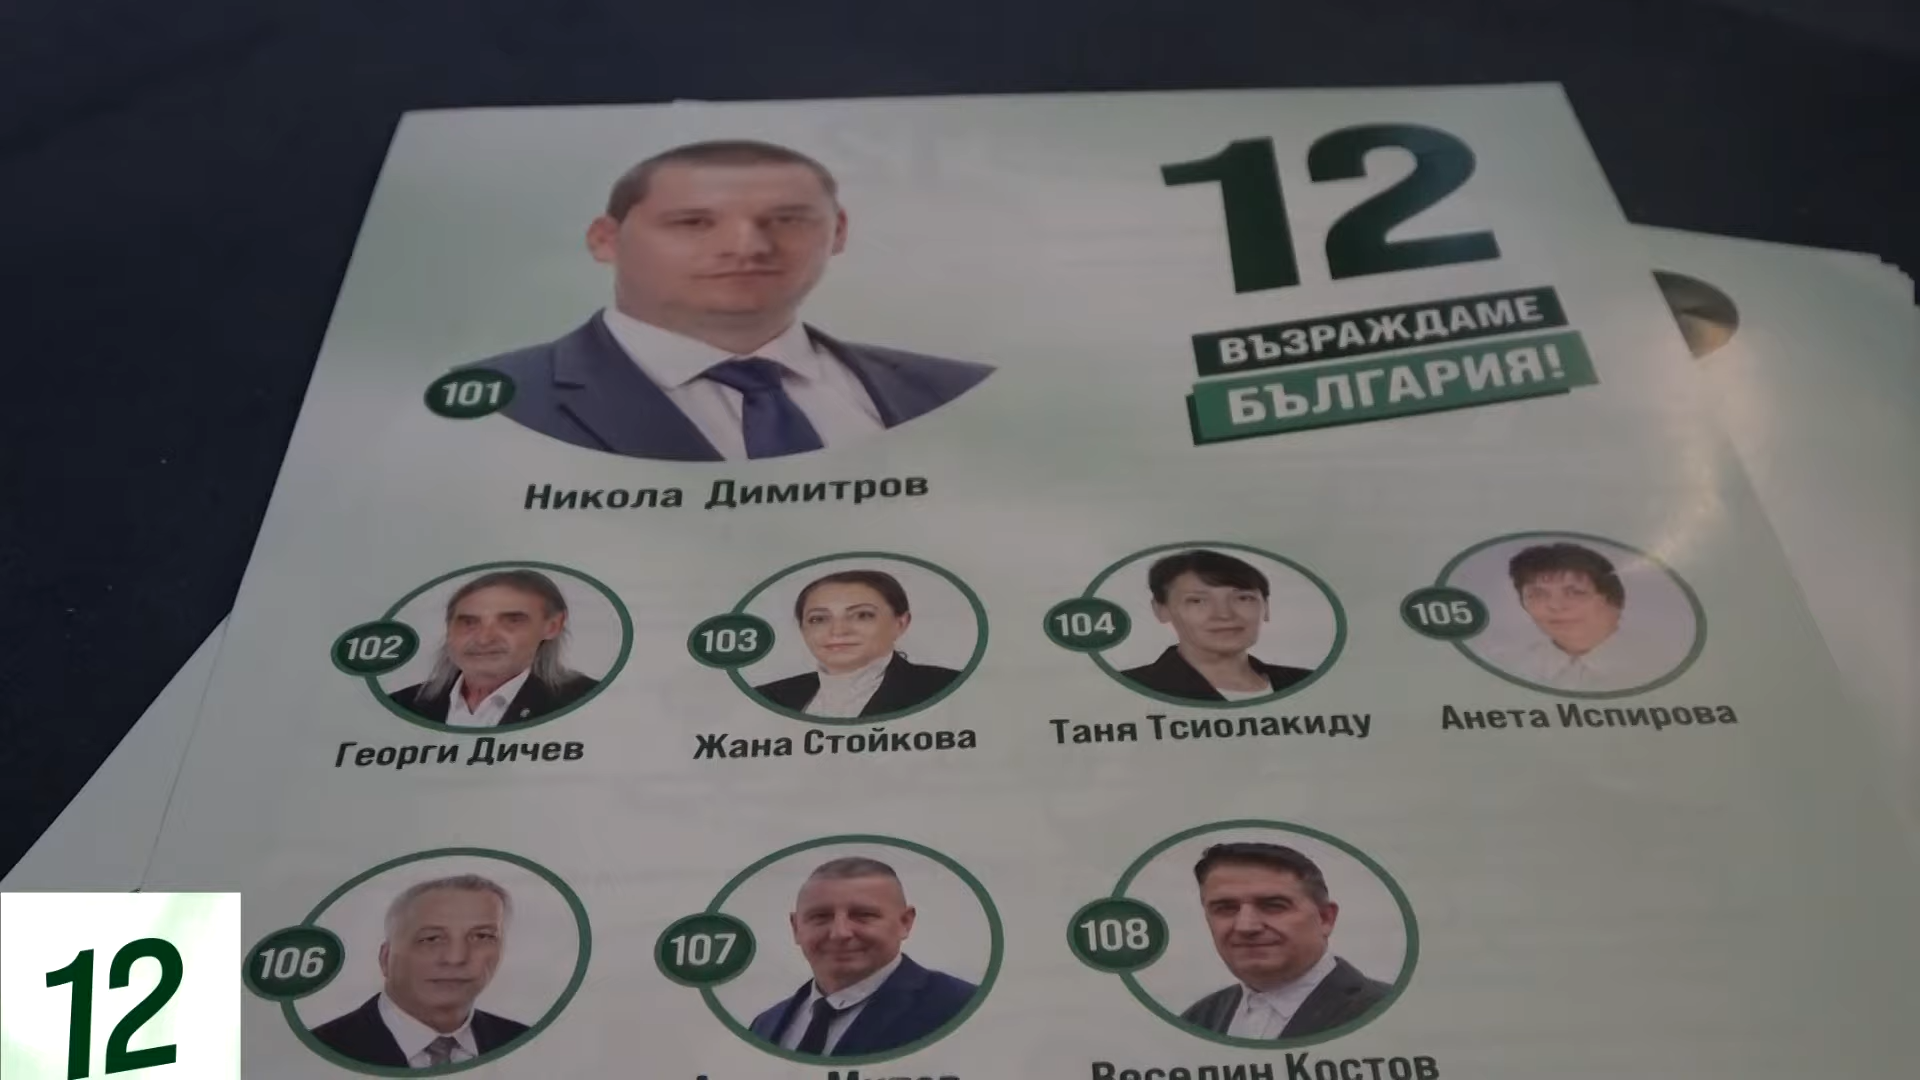 12
ВЪЗРАЖДАМЕ
БЪЛГАРИЯ!
101
Никола Димитров
102
103
104
105
Георги Дичев
Жана Стойкова
Таня Тсиолакиду
Анета Испирова
106
107
108
Веселин Костов
12